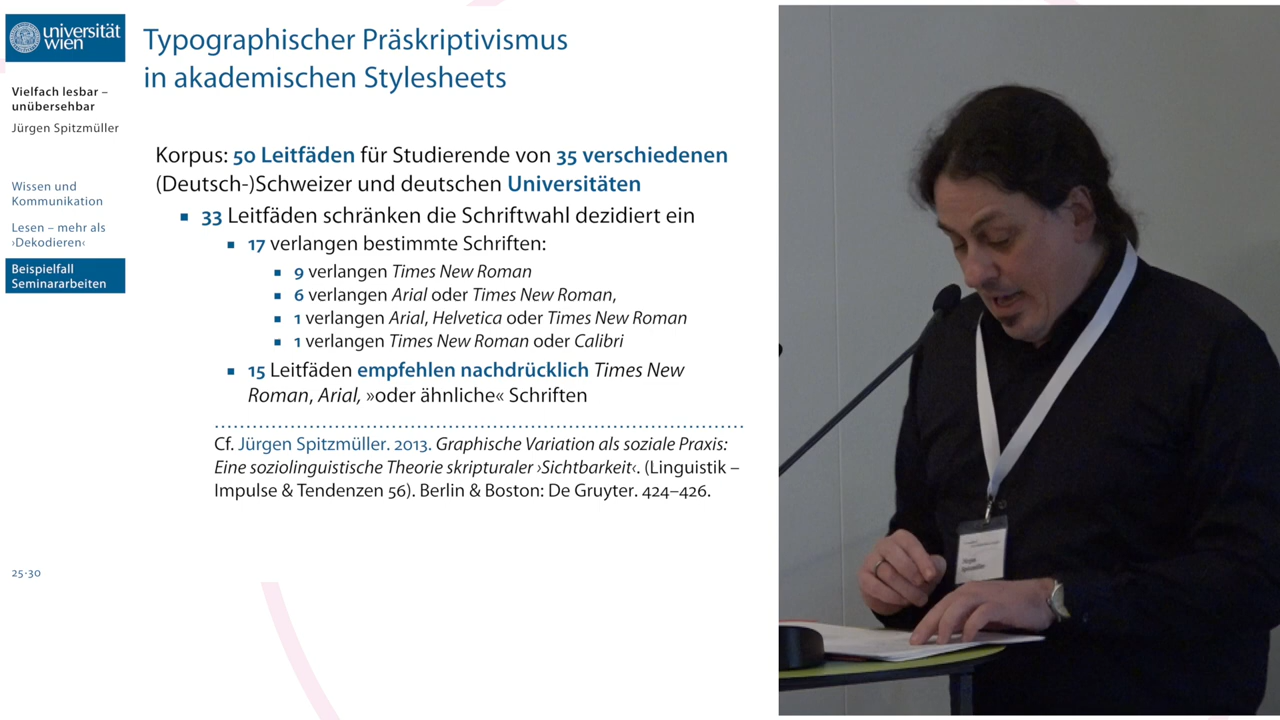 universität
wien
Typographischer Präskriptivismus
in akademischen Stylesheets
Vielfach lesbar –
unübersehbar
Jürgen Spitzmüller
Wissen und
Kommunikation
Lesen – mehr als
›Dekodieren‹
Beispielfall
Seminararbeiten
Korpus: 50 Leitfäden für Studierende von 35 verschiedenen
(Deutsch-)Schweizer und deutschen Universitäten
▪ 33 Leitfäden schränken die Schriftwahl dezidiert ein
▪ 17 verlangen bestimmte Schriften:
▪ 9 verlangen Times New Roman
▪ 6 verlangen Arial oder Times New Roman,
▪ 1 verlangen Arial, Helvetica oder Times New Roman
▪ 1 verlangen Times New Roman oder Calibri
▪ 15 Leitfäden empfehlen nachdrücklich Times New
Roman, Arial, »oder ähnliche« Schriften
Cf. Jürgen Spitzmüller. 2013. Graphische Variation als soziale Praxis:
Eine soziolinguistische Theorie skripturaler ›Sichtbarkeit‹. (Linguistik –
Impulse & Tendenzen 56). Berlin & Boston: De Gruyter. 424–426.
25·30